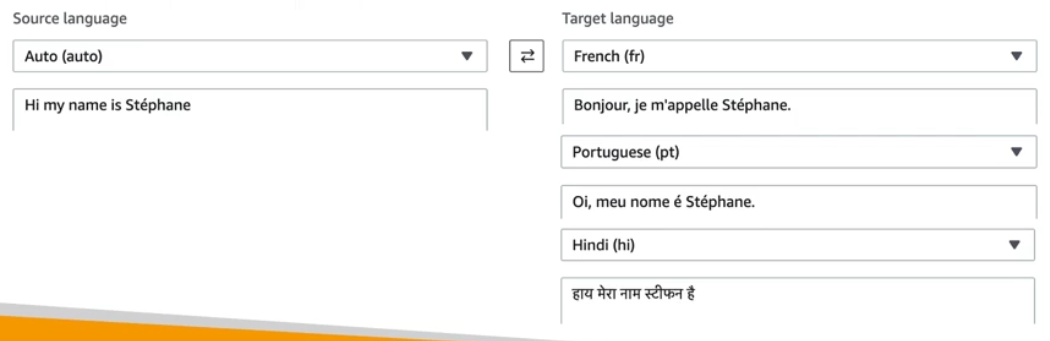 Source language
Auto (auto)
Hi my name is Stéphane
Target language
French (fr)
Bonjour, je m'appelle Stéphane.
Portuguese (pt)
Oi, meu nome é Stéphane.
Hindi (hi)
हाय मेरा नाम स्टीफन है